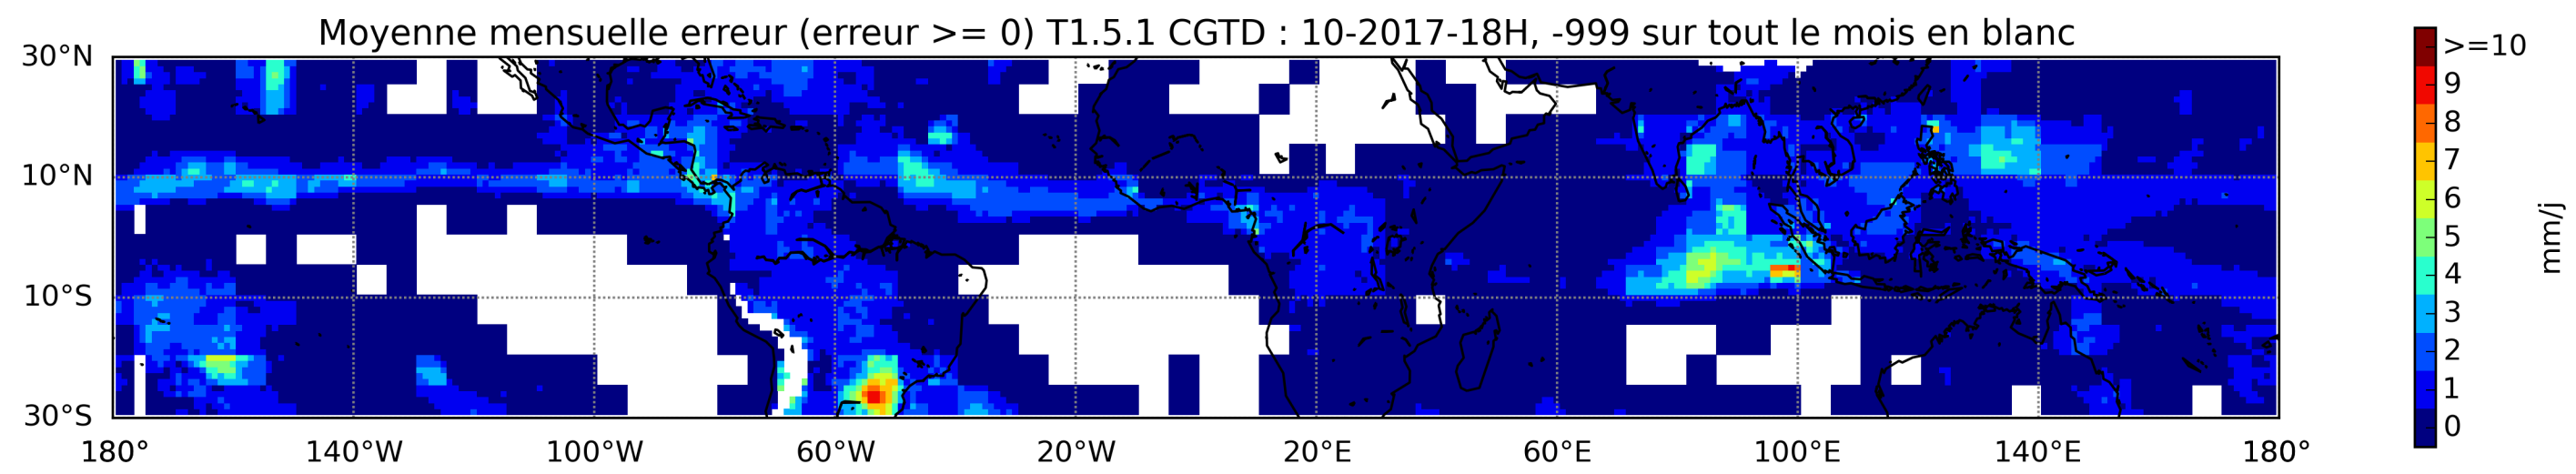 Moyenne mensuelle erreur (erreur >= 0) T1.5.1 CGTD : 10-2017-18H, -999 sur tout le mois en blanc
30°N
10°N
10°S
30°S
180° 140°W 100°W 60°W 20°W 20°E 60°E 100°E 140°E 180°
>=10
9
8
7
6
5
4
3
2
1
0
mm/j